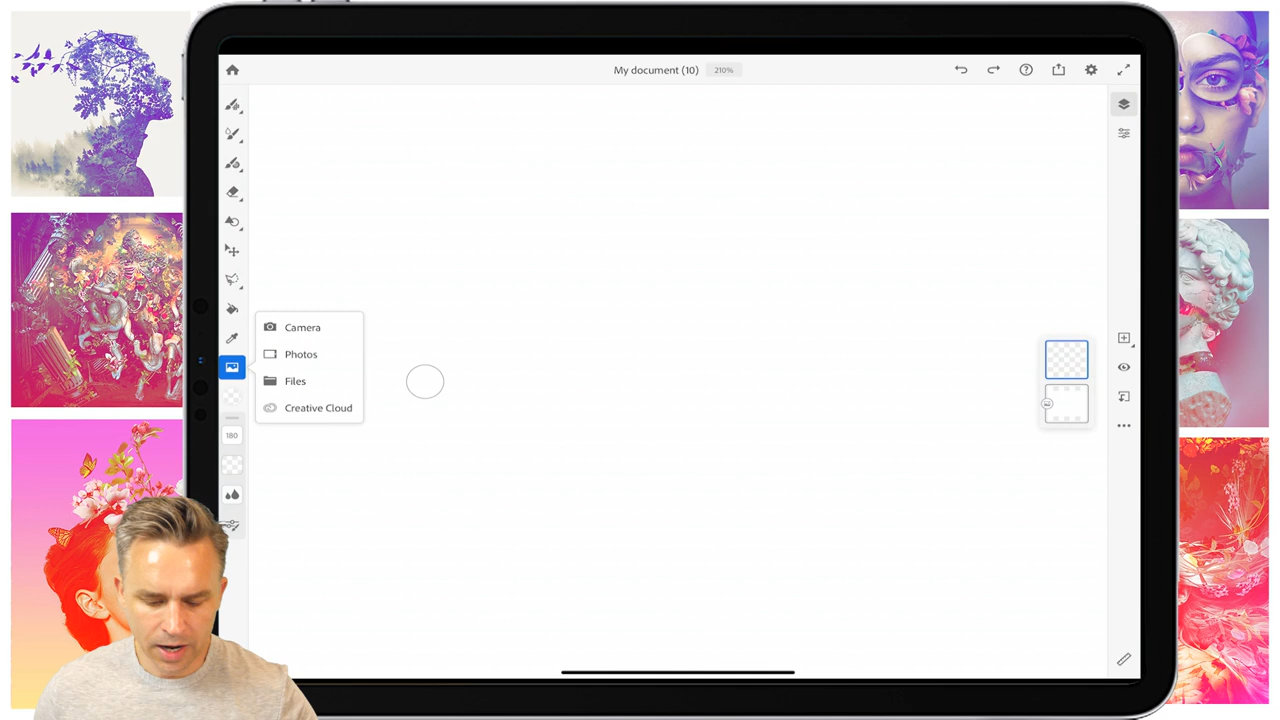 My document (10) 210%
Camera
Photos
Files
Creative Cloud
180